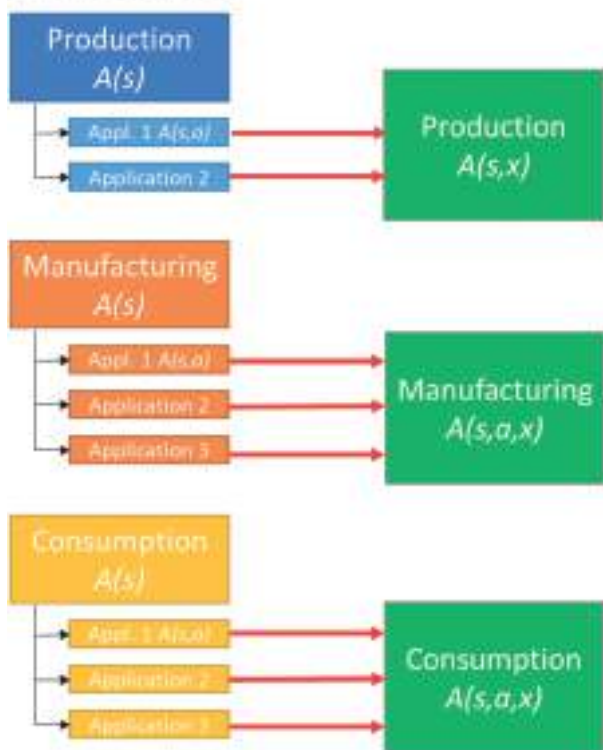 Production
A(s)
Appl. 1 A(s,a)
Application 2
Production
A(s,x)
Manufacturing
A(s)
Appl. 1 A(s,a)
Application 2
Application 3
Manufacturing
A(s,a,x)
Consumption
A(s)
Appl. 1 A(s,a)
Application 2
Application 3
Consumption
A(s,a,x)